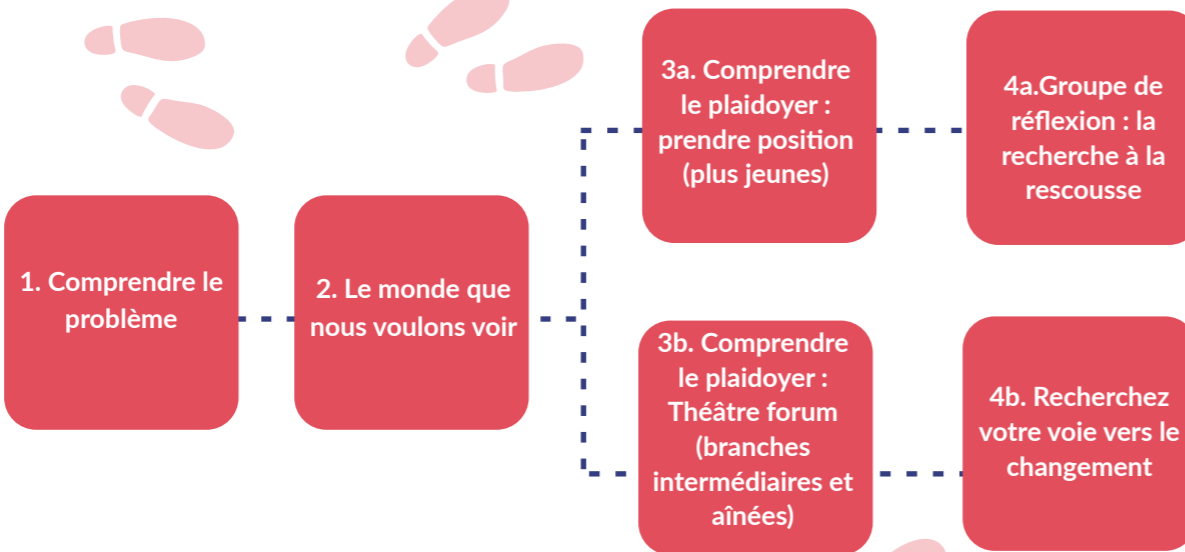 1. Comprendre le
problème
2. Le monde que
nous voulons voir
3a. Comprendre
le plaidoyer :
prendre position
(plus jeunes)
4a.Groupe de
réflexion : la
recherche à la
rescousse
3b. Comprendre
le plaidoyer :
Théâtre forum
(branches
intermédiaires et
aînées)
4b. Recherchez
votre voie vers le
changement